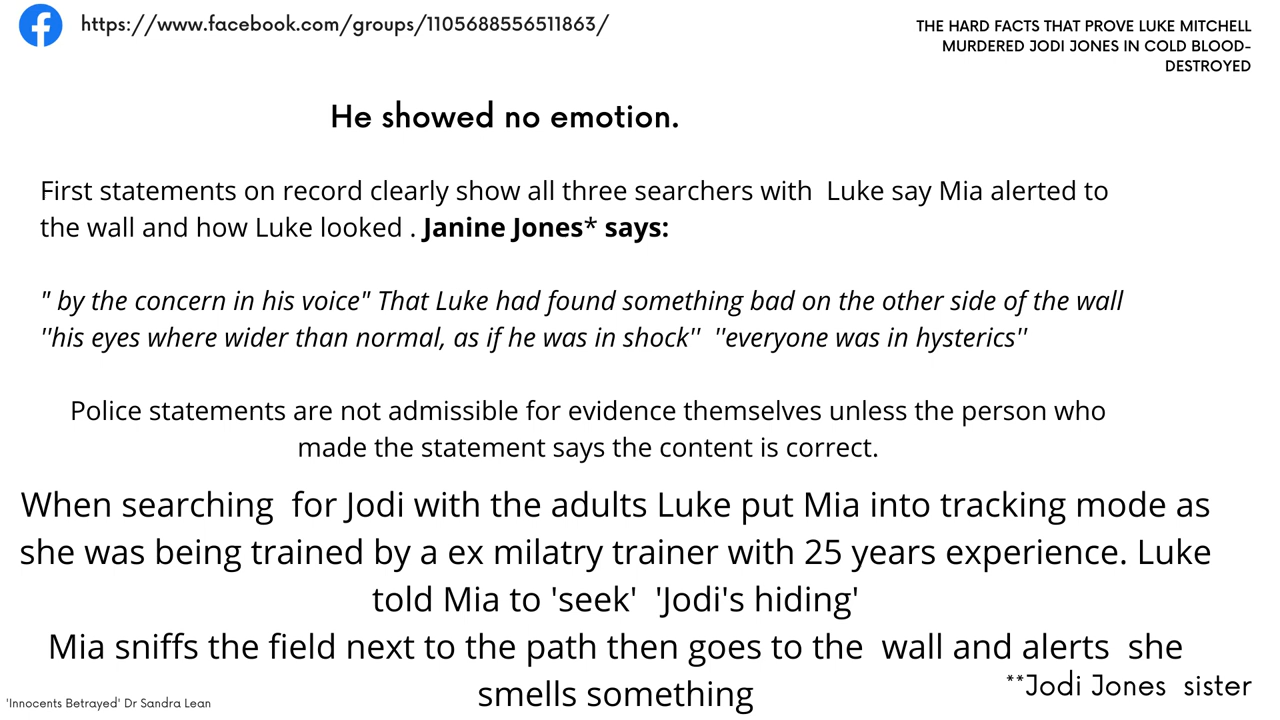 https://www.facebook.com/groups/1105688556511863/
THE HARD FACTS THAT PROVE LUKE MITCHELL
MURDERED JODI JONES IN COLD BLOOD-
DESTROYED
He showed no emotion.
First statements on record clearly show all three searchers with  Luke say Mia alerted to
the wall and how Luke looked . Janine Jones* says:
" by the concern in his voice" That Luke had found something bad on the other side of the wall
''his eyes where wider than normal, as if he was in shock''  ''everyone was in hysterics''
Police statements are not admissible for evidence themselves unless the person who
made the statement says the content is correct.
When searching  for Jodi with the adults Luke put Mia into tracking mode as
she was being trained by a ex milatry trainer with 25 years experience. Luke
told Mia to 'seek'  'Jodi's hiding'
Mia sniffs the field next to the path then goes to the  wall and alerts  she
smells something
**Jodi Jones  sister
'Innocents Betrayed' Dr Sandra Lean